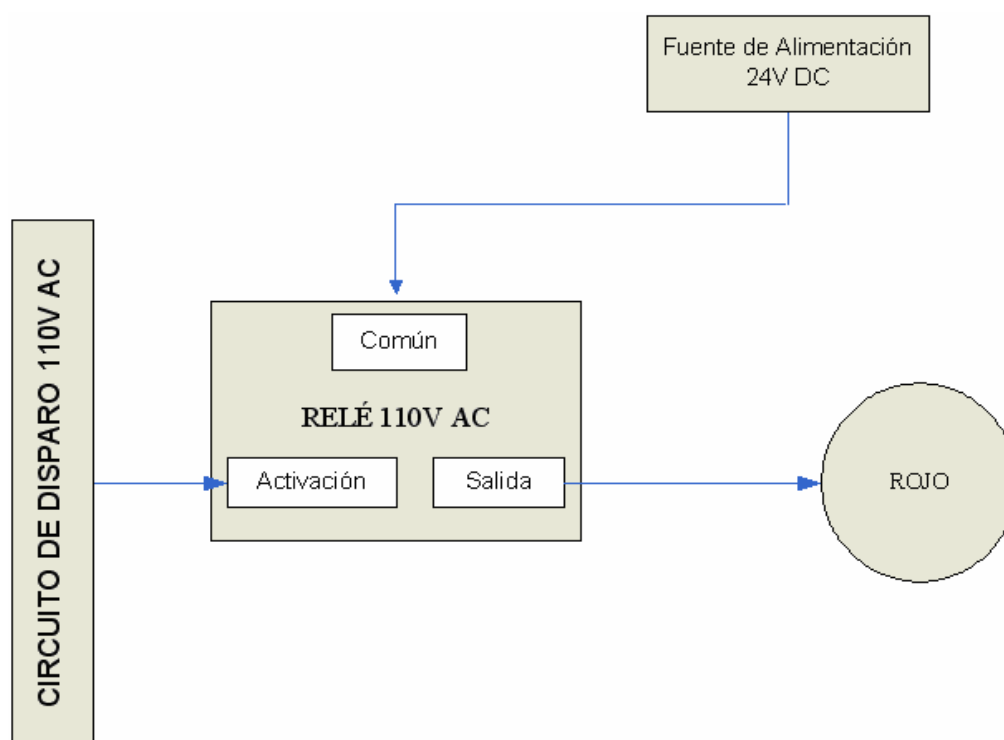 Fuente de Alimentación
24V DC
CIRCUITO DE DISPARO 110V AC
Común
RELÉ 110V AC
Activación
Salida
ROJO